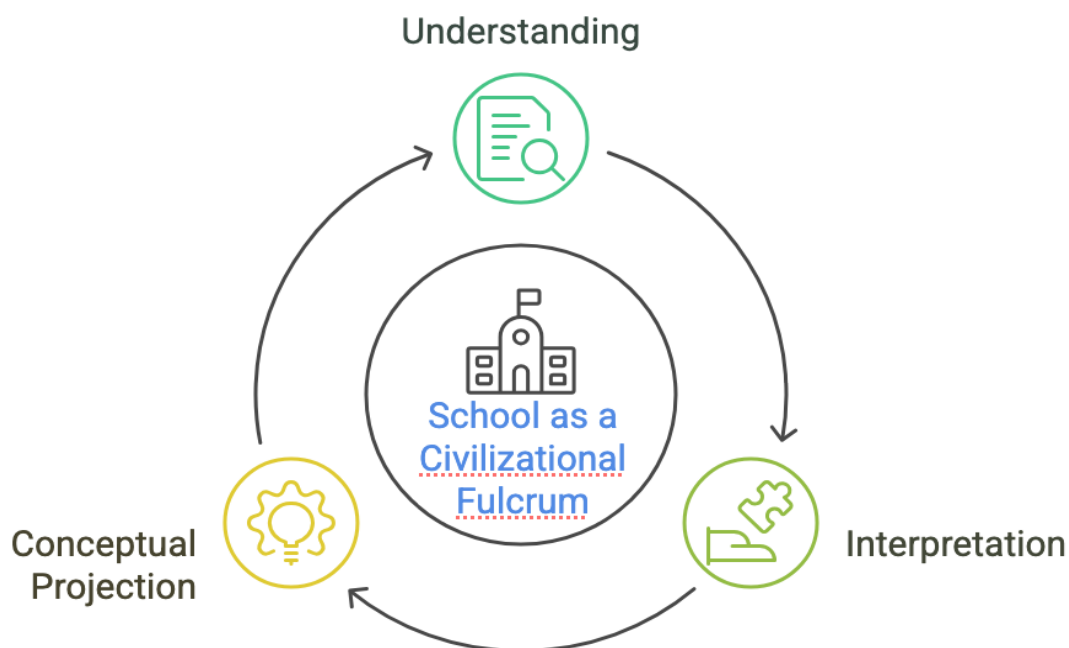 Understanding
School as a
Civilizational
Fulcrum
Conceptual
Projection
Interpretation